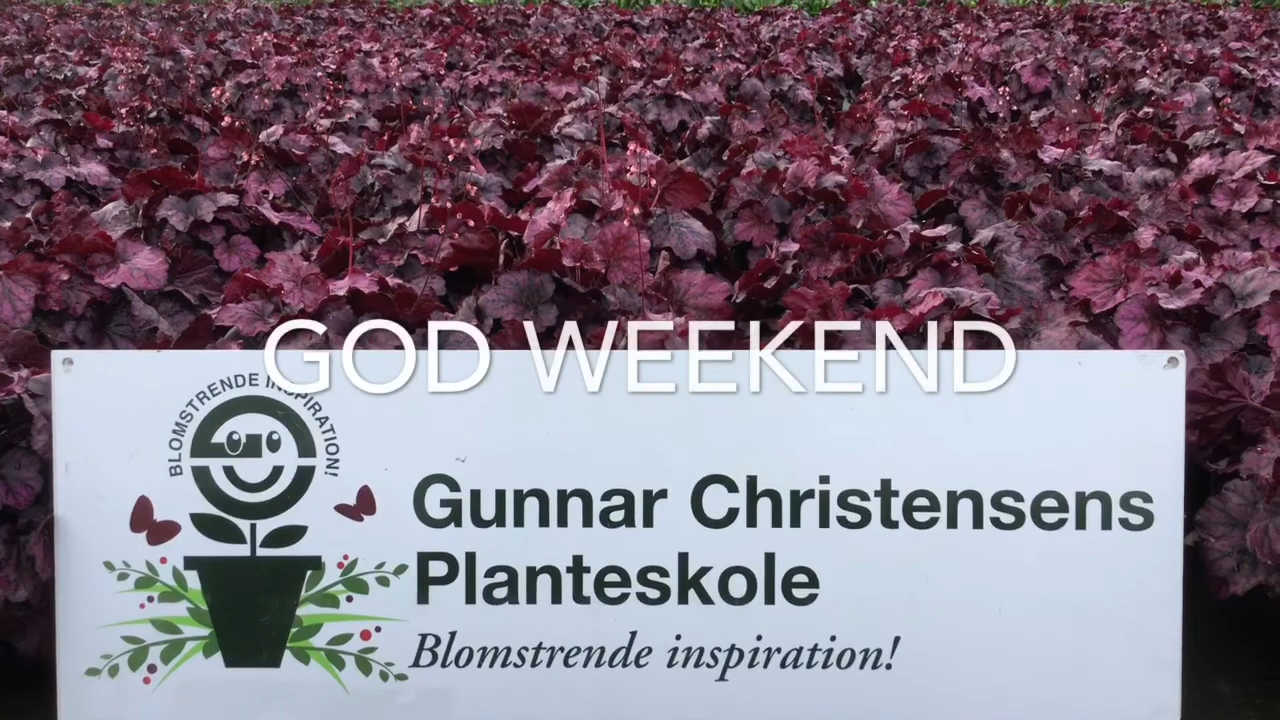 GOD WEEKEND
BLOMSTRENDE INSPIRATION!
Gunnar Christensens
Planteskole
Blomstrende inspiration!